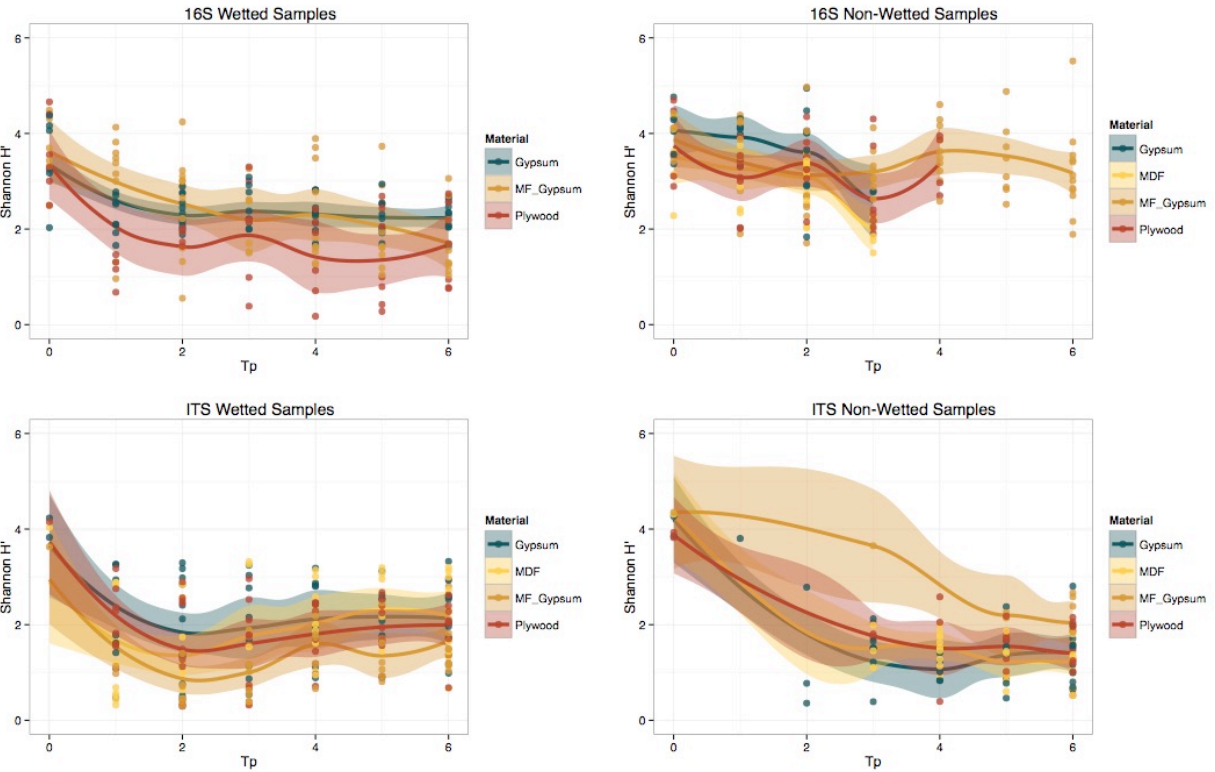 16S Wetted Samples
6
4
2
0
Shannon H'
0 2 4 6
Tp
Material
Gypsum
MF_Gypsum
Plywood
16S Non-Wetted Samples
6
4
2
0
Shannon H'
0 2 4 6
Tp
Material
Gypsum
MDF
MF_Gypsum
Plywood
ITS Wetted Samples
6
4
2
0
Shannon H'
0 2 4 6
Tp
Material
Gypsum
MDF
MF_Gypsum
Plywood
ITS Non-Wetted Samples
6
4
2
0
Shannon H'
0 2 4 6
Tp
Material
Gypsum
MDF
MF_Gypsum
Plywood